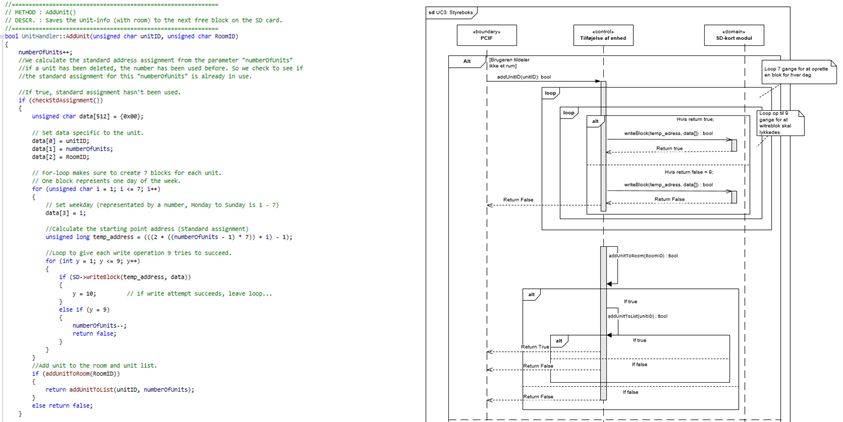 //=============================================================
// METHOD : AddUnit()
// DESCR. : Saves the Unit-info (with room) to the next free block on the SD card.
//=============================================================
bool UnitHandler::AddUnit(unsigned char unitID, unsigned char RoomID)
{
numberOfUnits++;
//We calculate the standard address assignment from the parameter "numberOfUnits"
//if a unit has been deleted, the number has been used before. So we check to see if
//the standard assignment for this "numberOfUnits" is already in use.
//If true, standard assignment hasn't been used.
if (checkStdAssignment())
{
unsigned char data[512] = {0x00};
// Set data specific to the unit.
data[0] = unitID;
data[1] = numberOfUnits;
data[2] = RoomID;
// For-loop makes sure to create 7 blocks for each unit.
// One block represents one day of the week.
for (unsigned char i = 1; i <= 7; i++)
{
// Set weekday (represented by a number, Monday to Sunday is 1 - 7)
data[3] = i;
//Calculate the starting point address (Standard assignment)
unsigned long temp_address = (((2 + ((numberOfUnits - 1) * 7)) + i) - 1);
//Loop to give each write operation 9 tries to succeed.
for (int y = 1; y <= 9; y++)
{
if (SD->writeBlock(temp_address, data))
{
y = 10; // if write attempt succeeds, leave loop...
}
else if (y = 9)
{
numberOfUnits--;
return false;
}
}
}
//Add unit to the room and unit list.
if (addUnitToRoom(RoomID))
{
return addUnitToList(unitID, numberOfUnits);
}
else return false;
}
sd UC3: Styreboks
«boundary»
PCIF
«control»
Tilføjelse af enhed
«domain»
SD-kort modul
Alt
[Brugeren tildeler
ikke et rum]
addUnitID(unitID): bool
Loop 7 gange for at oprette
en blok for hver dag.
loop
loop
Loop op til 9
gange for at
writeblok skal
lykkedes.
alt
Hvis return true;
writeBlock(temp_adress, data[]) : bool
Return true
Hvis return false = 9;
writeBlock(temp_adress, data[]) : bool
Return False
Return False
addUnitToRoom(RoomID) : Bool
alt
If true
addUnitToList(unitID) : Bool
alt
If true
Return True
If false
Return False
If false
Return False